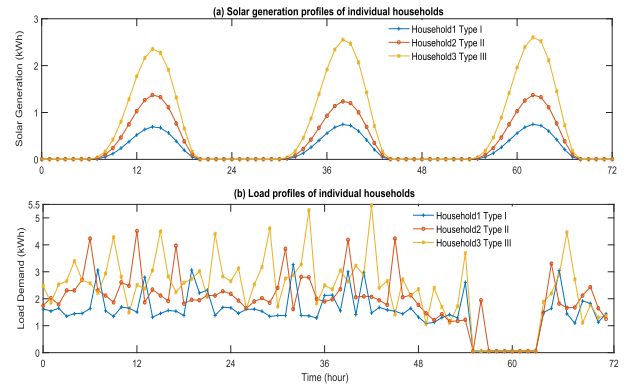 (a) Solar generation profiles of individual households
Solar Generation (kWh)
3
2
1
0
Household1 Type I
Household2 Type II
Household3 Type III
0 12 24 36 48 60 72
(b) Load profiles of individual households
Load Demand (kWh)
5.5
5
4
3
2
1
0
Household1 Type I
Household2 Type II
Household3 Type III
0 12 24 36 48 60 72
Time (hour)